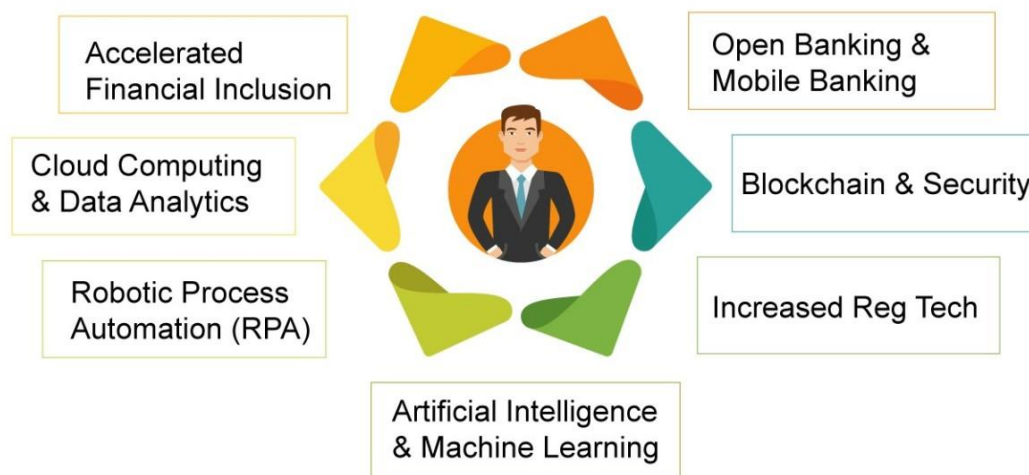 Accelerated
Financial Inclusion
Open Banking &
Mobile Banking
Cloud Computing
& Data Analytics
Blockchain & Security
Robotic Process
Automation (RPA)
Increased Reg Tech
Artificial Intelligence
& Machine Learning